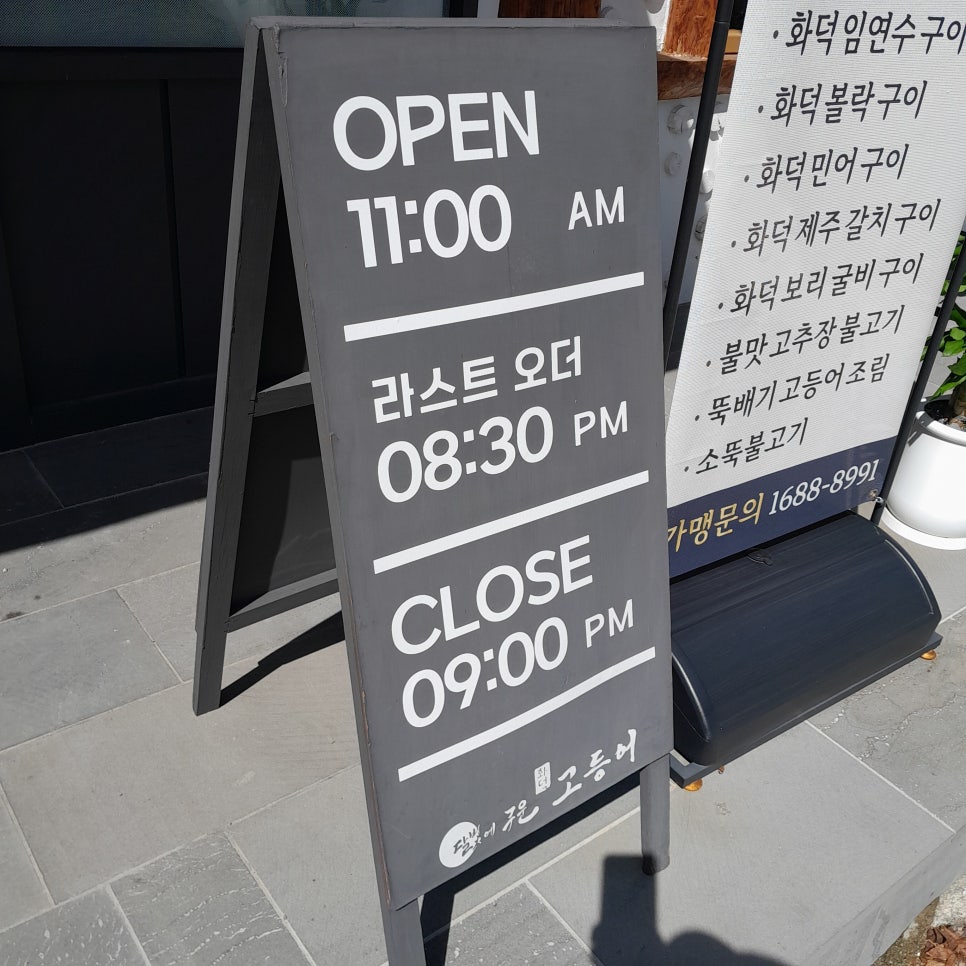 OPEN
11:00 AM
라스트 오더
08:30 PM
CLOSE
09:00 PM
달빛에 구운 화덕 고등어
· 화덕 임연수 구이
· 화덕 볼락 구이
· 화덕 민어 구이
· 화덕 제주 갈치 구이
· 화덕 보리 굴비 구이
· 불맛 고추장 불고기
· 뚝배기 고등어 조림
· 소뚝불고기
가맹문의 1688-8991